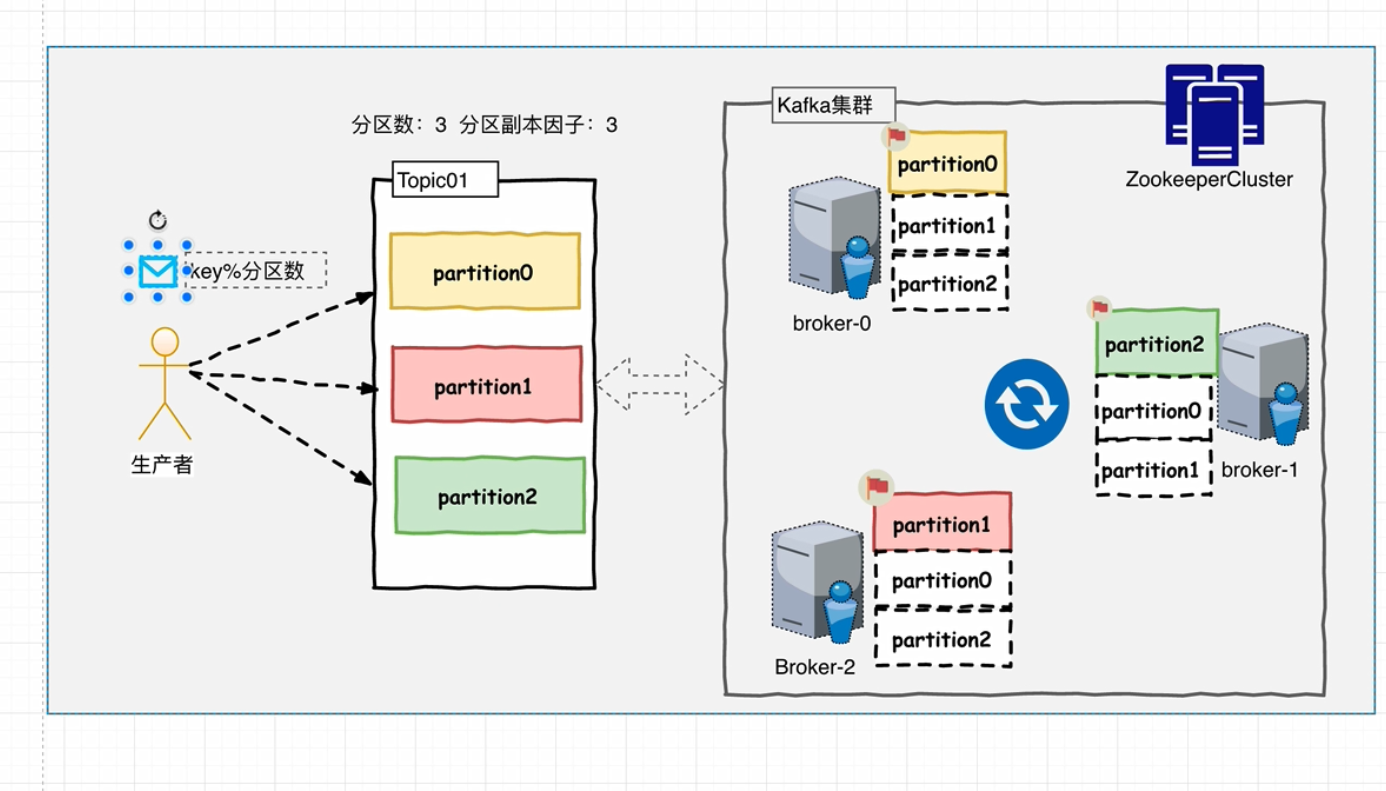 分区数：3 分区副本因子：3
Topic01
key%分区数
partition0
partition1
partition2
生产者
Kafka集群
ZookeeperCluster
partition0
partition1
partition2
broker-0
partition2
partition0
partition1
broker-1
partition1
partition0
partition2
Broker-2